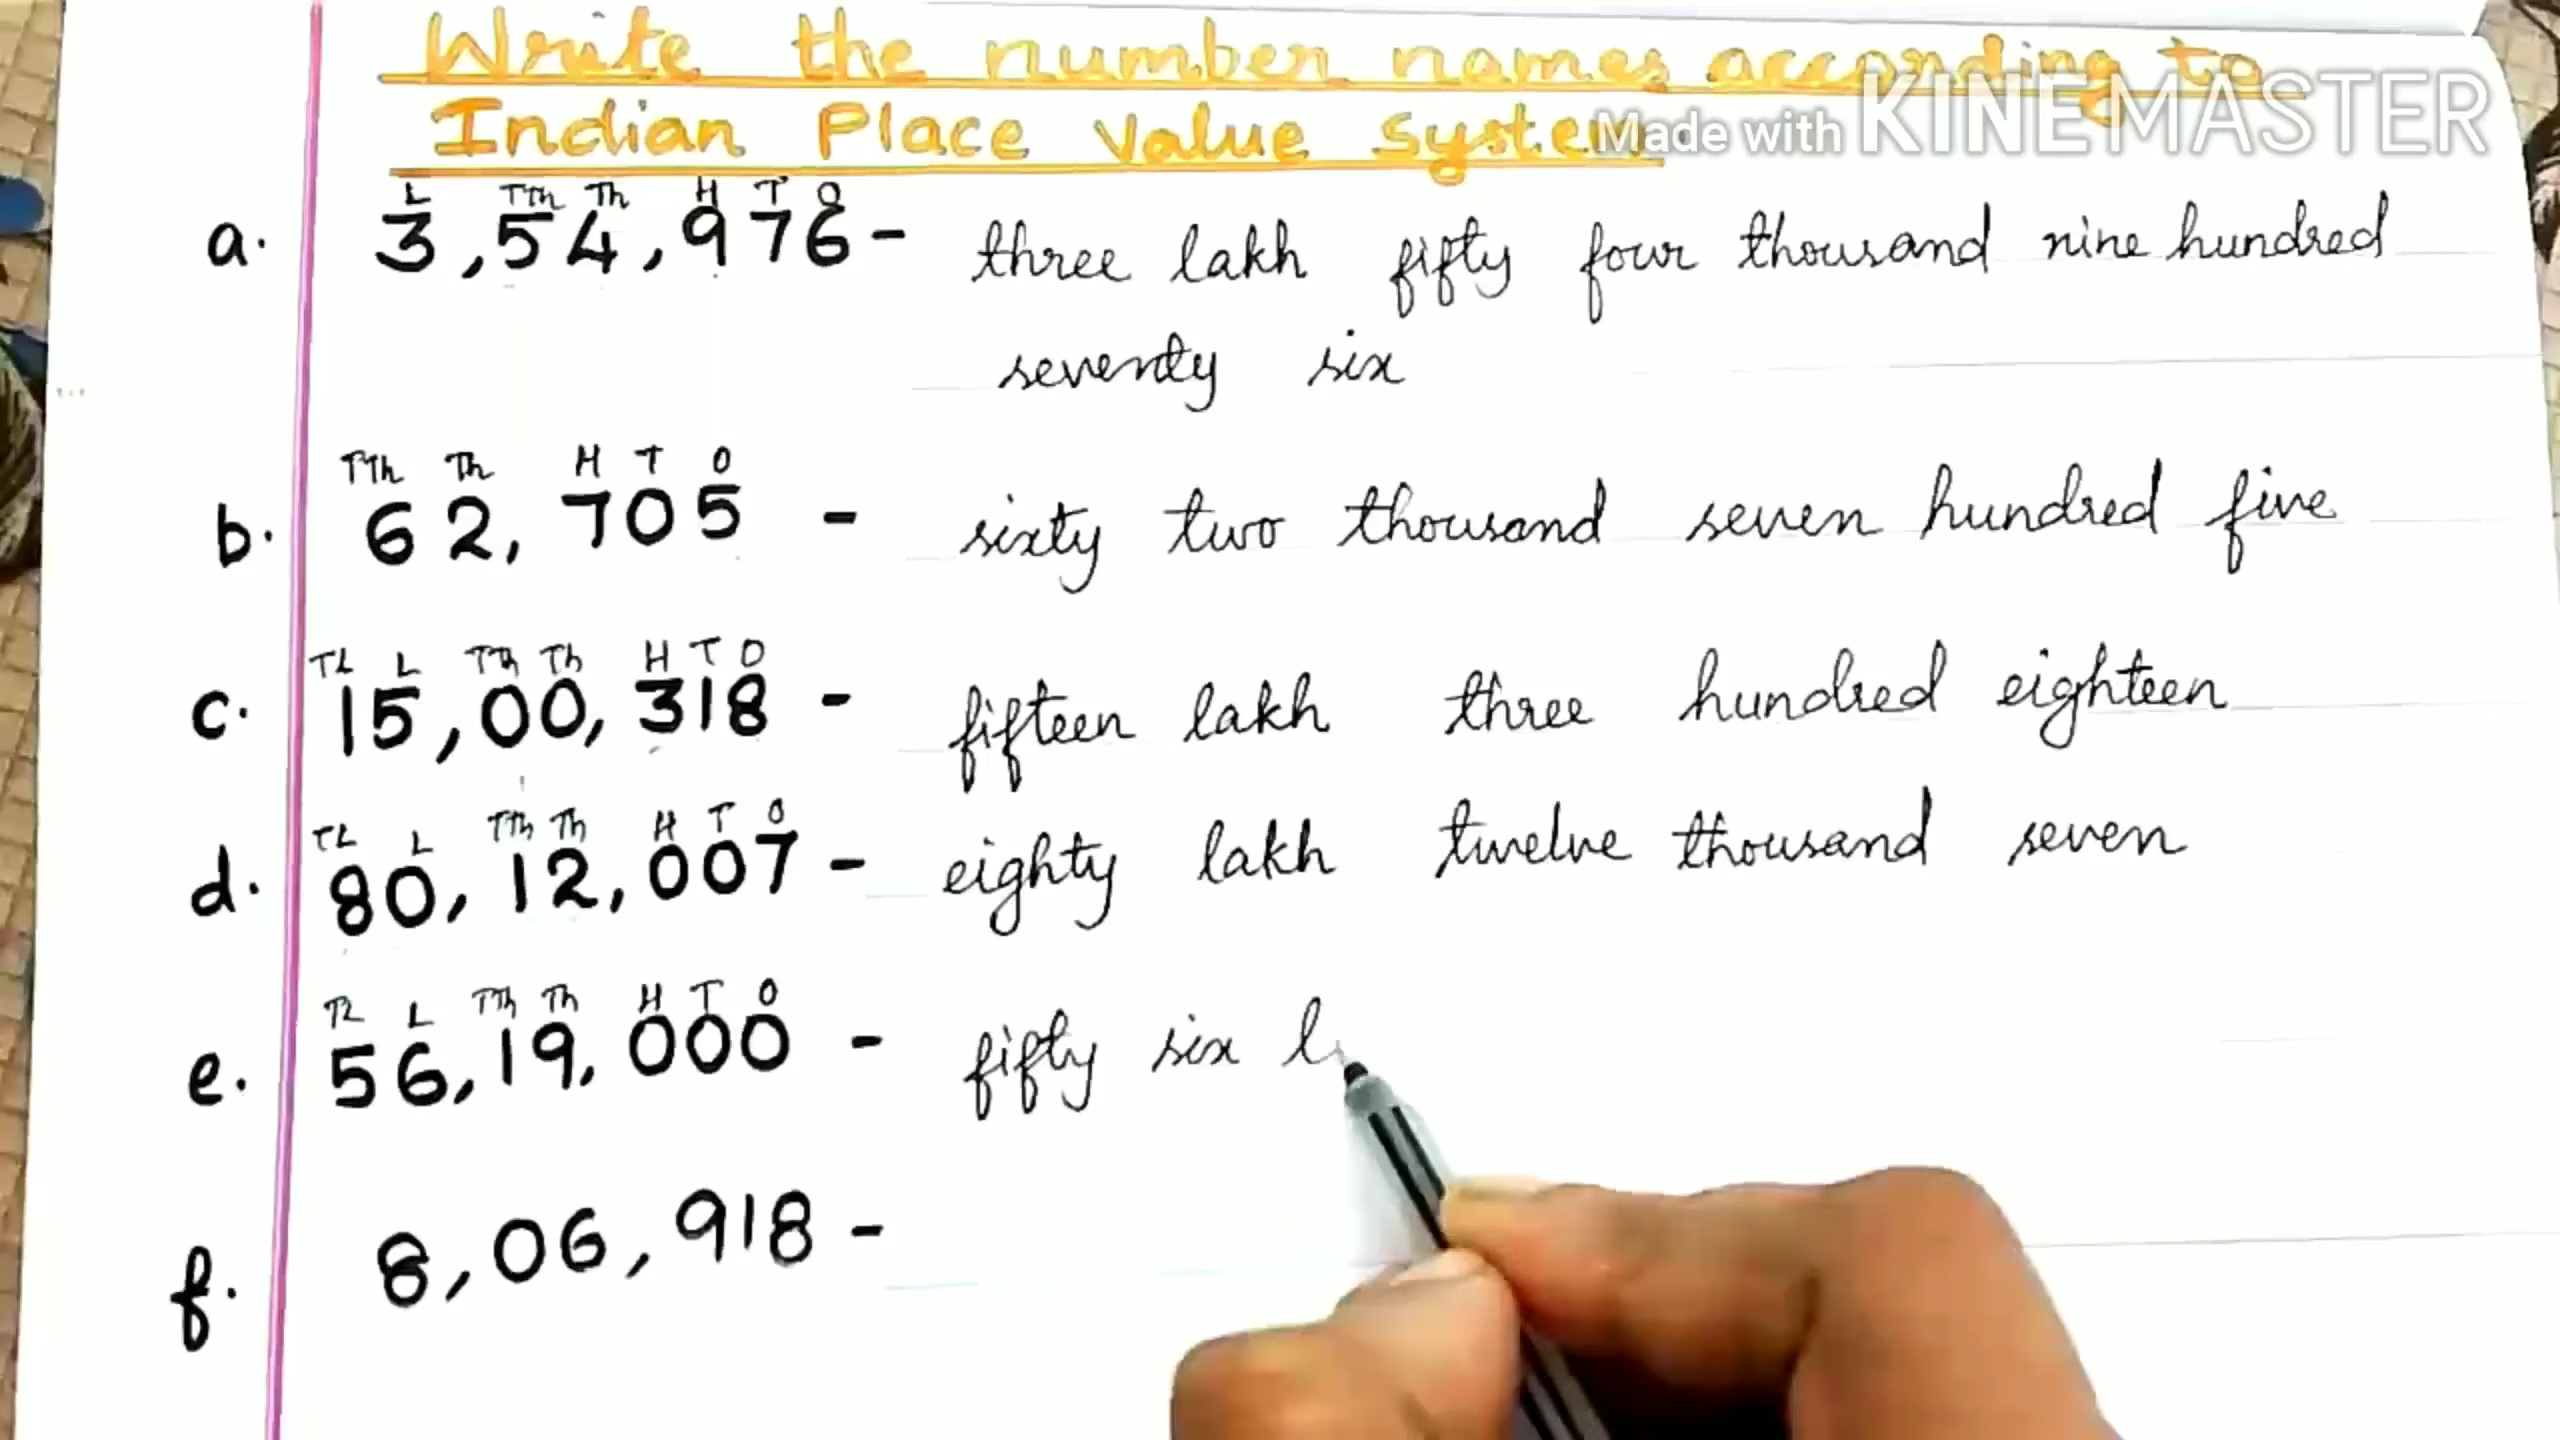 Write the number names according to
Made with KINEMASTER
Indian Place Value System
L TTh Th H T O
a. 3,54,976 - three lakh fifty four thousand nine hundred
seventy six
TTh Th H T O
b. 62,705 - sixty two thousand seven hundred five
TL L TTh Th H T O
c. 15,00,318 - fifteen lakh three hundred eighteen
TL L TTh Th H T O
d. 80,12,007 - eighty lakh twelve thousand seven
TL L TTh Th H T O
e. 56,19,000 - fifty six l
f. 8,06,918 -